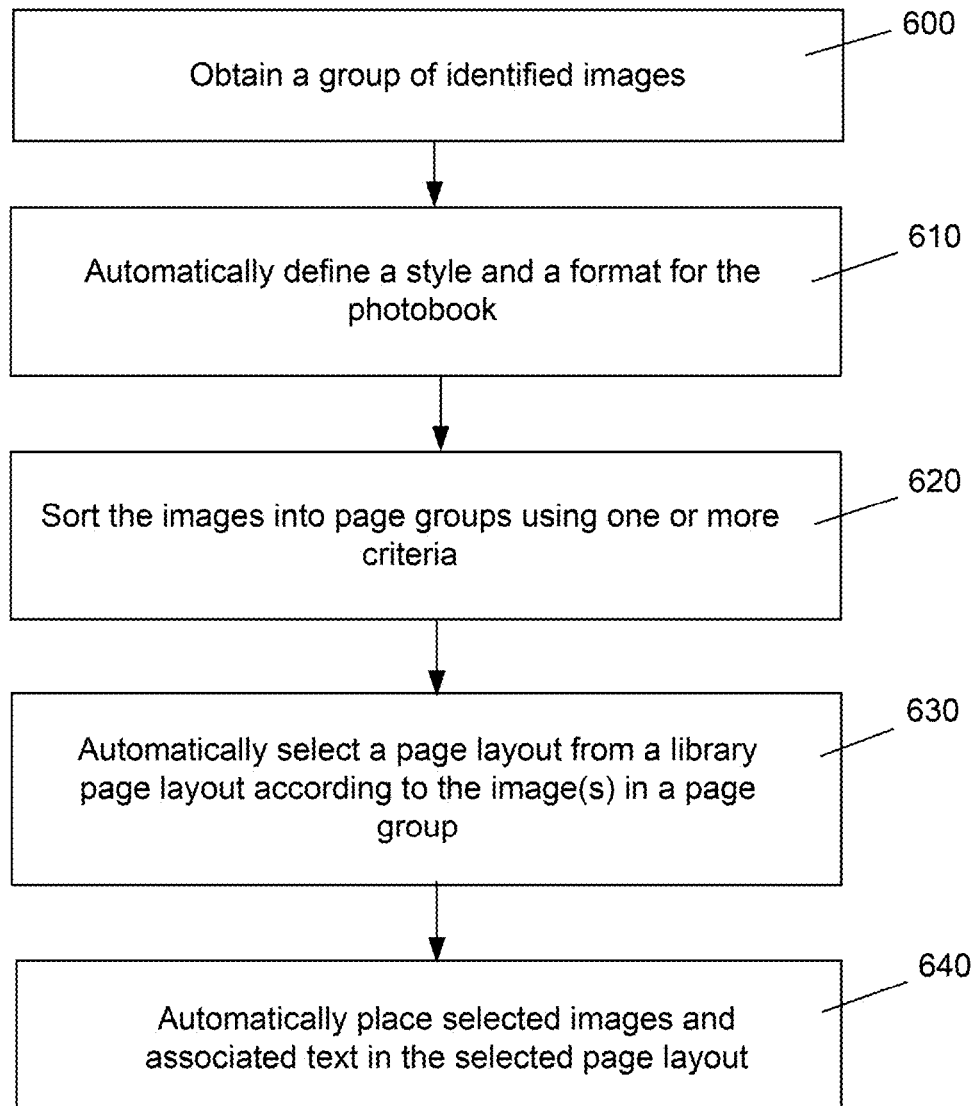 600
Obtain a group of identified images
610
Automatically define a style and a format for the
photobook
620
Sort the images into page groups using one or more
criteria
630
Automatically select a page layout from a library
page layout according to the image(s) in a page
group
640
Automatically place selected images and
associated text in the selected page layout